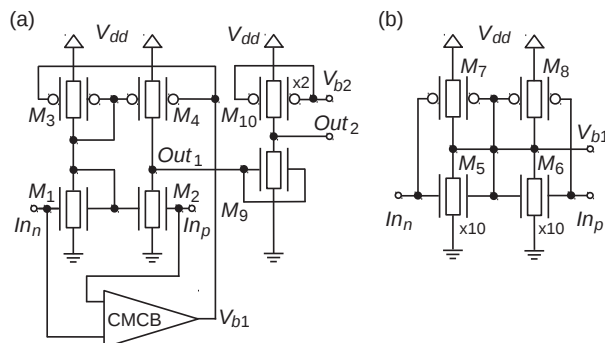 (a)
V_dd
V_dd
M_3
M_4
M_10
x2
V_b2
Out_1
Out_2
M_1
M_2
M_9
In_n
In_p
CMCB
V_b1
(b)
V_dd
M_7
M_8
V_b1
M_5
M_6
In_n
x10
x10
In_p